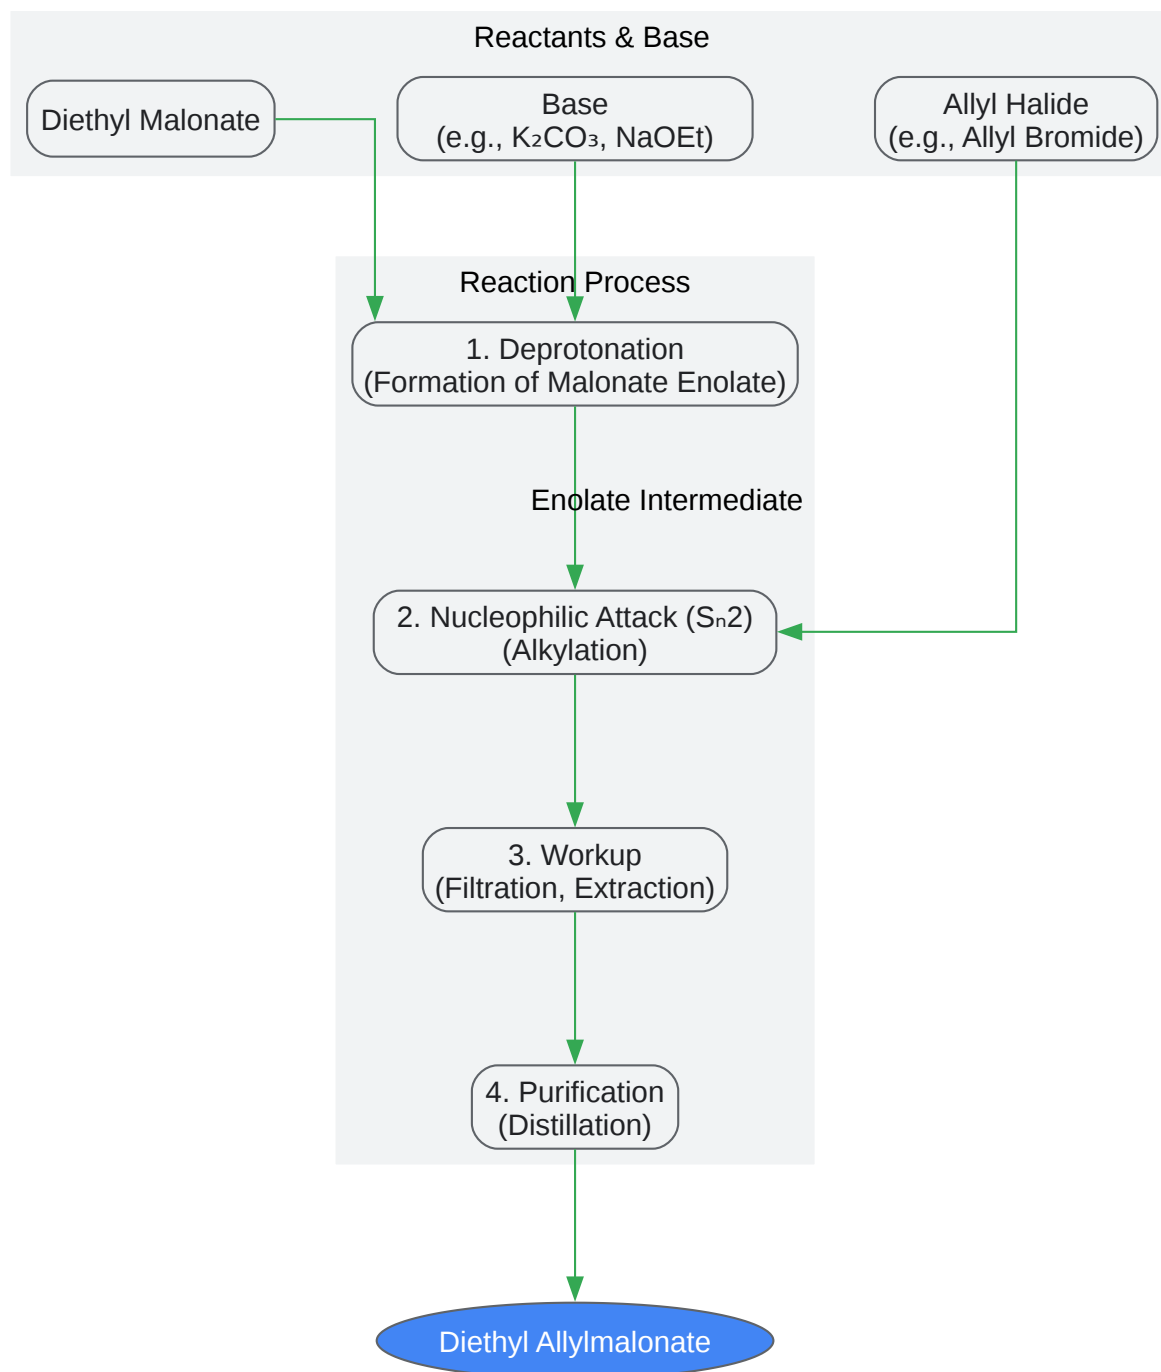 Reactants & Base
Diethyl Malonate
Base
(e.g., K₂CO₃, NaOEt)
Allyl Halide
(e.g., Allyl Bromide)
Reaction Process
1. Deprotonation
(Formation of Malonate Enolate)
Enolate Intermediate
2. Nucleophilic Attack (Sₙ2)
(Alkylation)
3. Workup
(Filtration, Extraction)
4. Purification
(Distillation)
Diethyl Allylmalonate